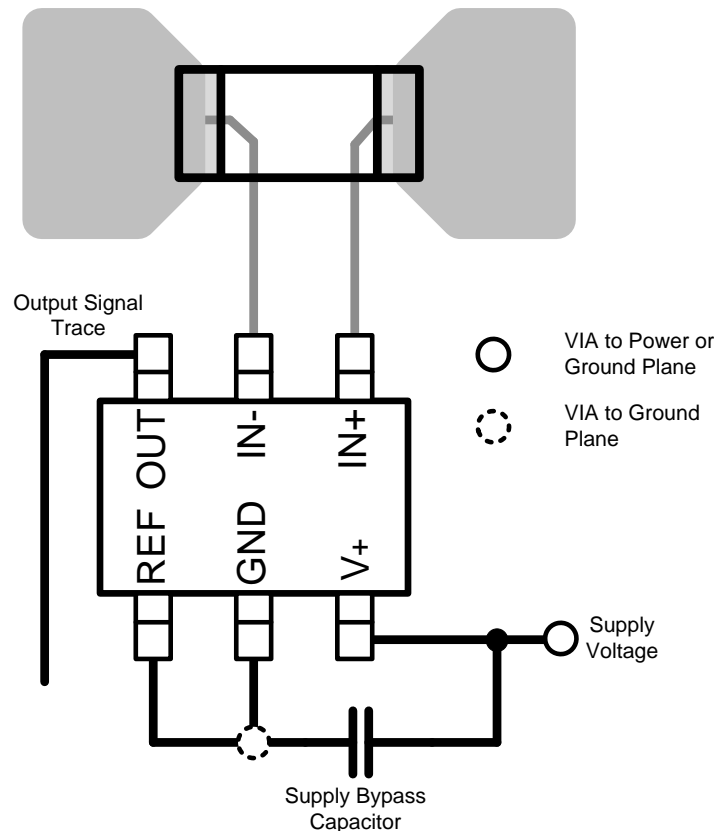 Output Signal
Trace
VIA to Power or
Ground Plane
VIA to Ground
Plane
OUT
IN-
IN+
REF
GND
V+
Supply
Voltage
Supply Bypass
Capacitor